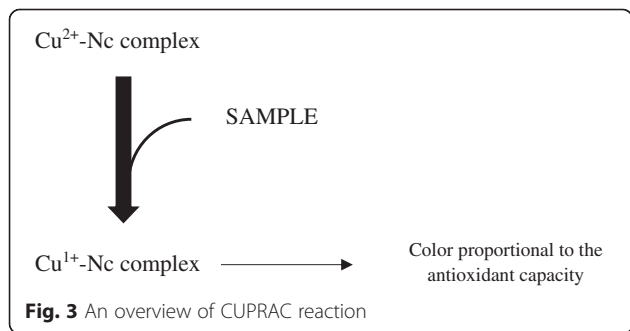 Cu²⁺-Nc complex
SAMPLE
Cu¹⁺-Nc complex
Color proportional to the
antioxidant capacity
Fig. 3 An overview of CUPRAC reaction